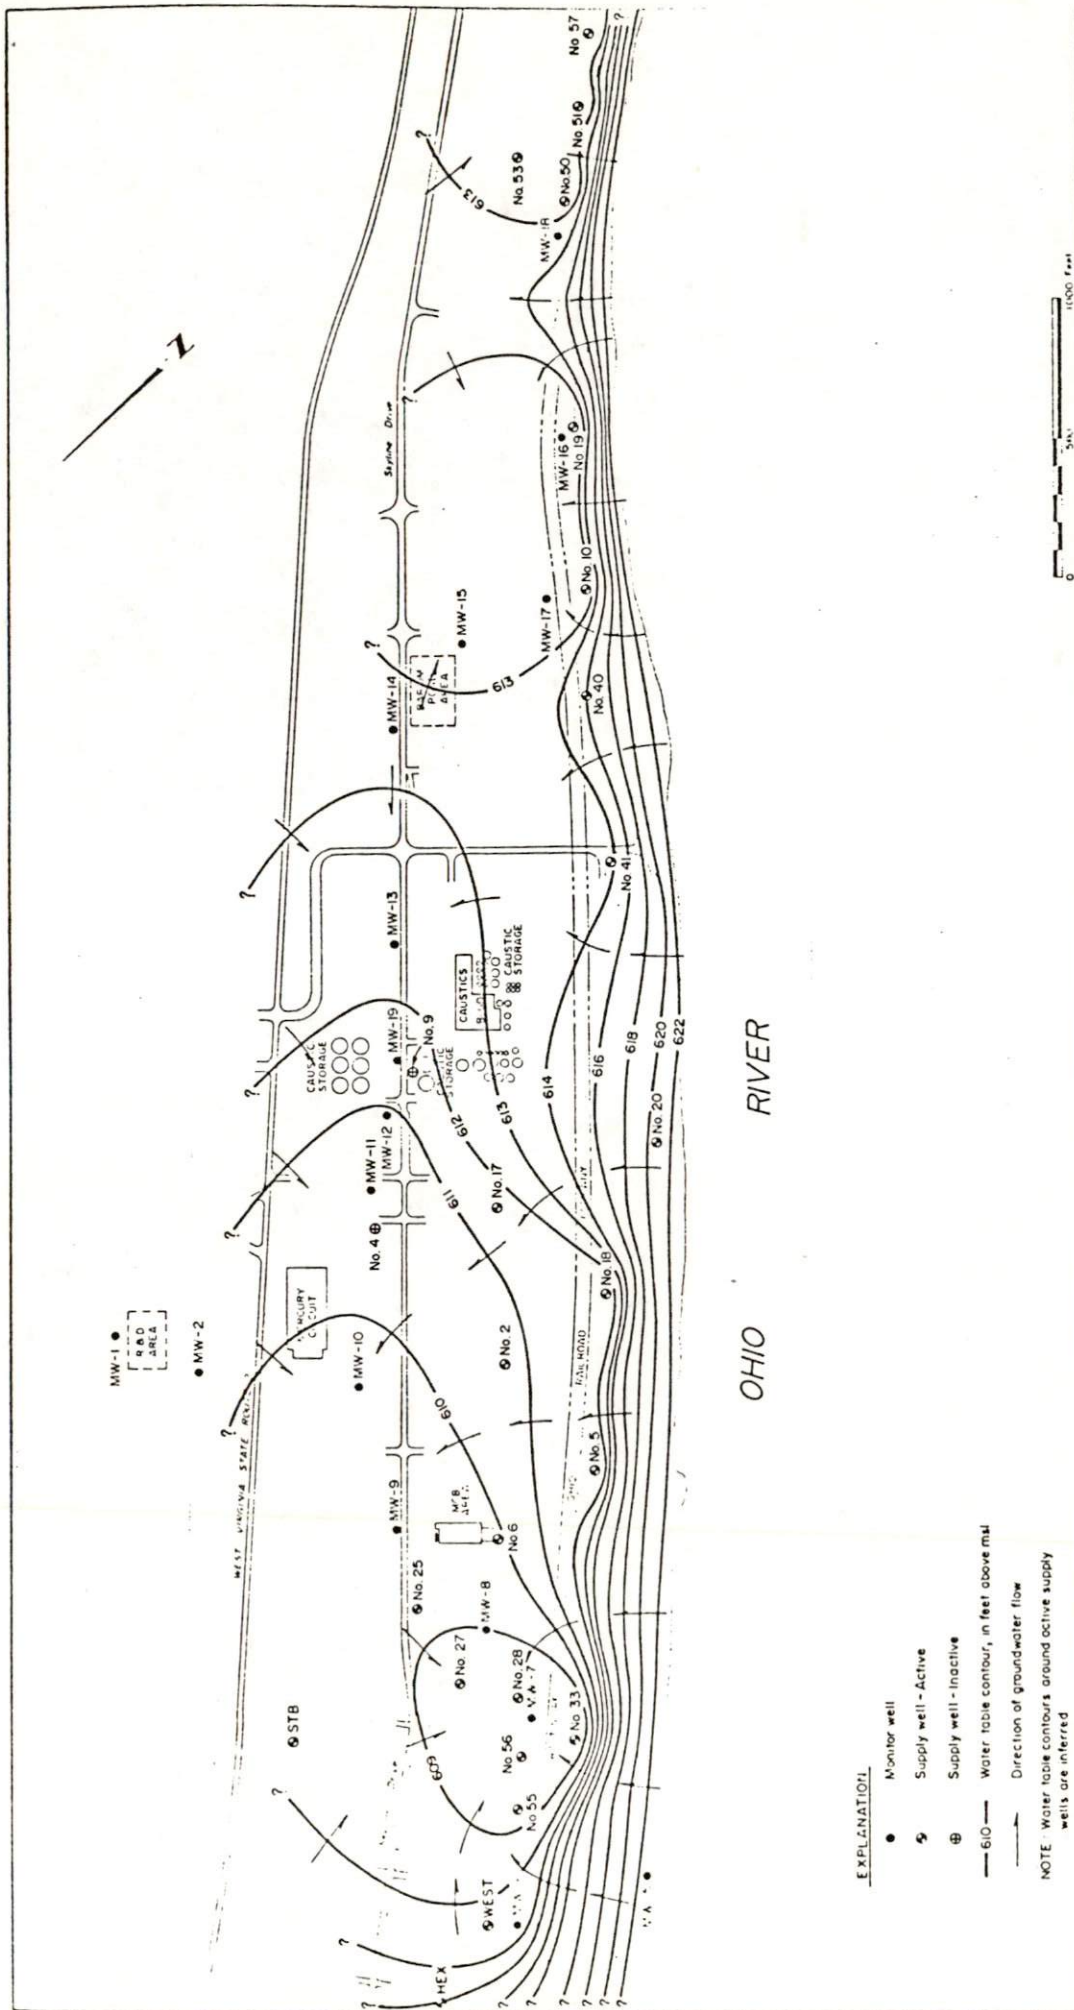 No 57
No 51
No. 50
No. 53
613
MW-18
?
N
Skyline Drive
?
MW-16
No 19
No. 10
MW-17
MW-15
?
AREA
613
No. 40
MW-14
No. 41
?
MW-13
CAUSTICS
CAUSTIC
STORAGE
CAUSTIC
STORAGE
MW-19
No. 9
STORAGE
?
612
613
614
616
618
620
622
No. 20
MW-12
MW-11
611
No. 17
No. 4
?
No. 18
MERCURY
CIRCUIT
MW-1
R&D
AREA
MW-2
MW-10
No. 2
RAILROAD
610
?
WEST VIRGINIA STATE
No. 5
MW-9
AREA
No 6
No. 25
MW-8
No. 27
No. 28
No. 33
No 56
No 55
609
STB
?
WEST
?
HEX
?
?
?
?
?
?
?
?
OHIO
RIVER
0
1000 Feet
EXPLANATION
Monitor well
Supply well - Active
Supply well - Inactive
610 Water table contour, in feet above msl
Direction of groundwater flow
NOTE: Water table contours around active supply
wells are inferred